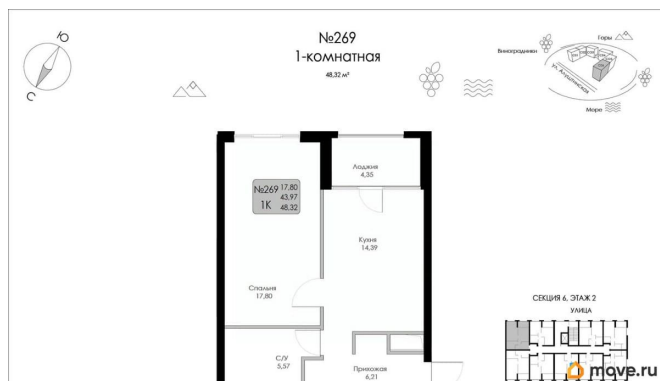 №269
1-комнатная
48,32 м²
Ю
С
Горы
Виноградники
ул. Алуштинская
Море
Лоджия
4,35
№269 17,80
43,97
1К 48,32
Кухня
14,39
Спальня
17,80
С/У
5,57
Прихожая
6,21
СЕКЦИЯ 6, ЭТАЖ 2
УЛИЦА
move.ru